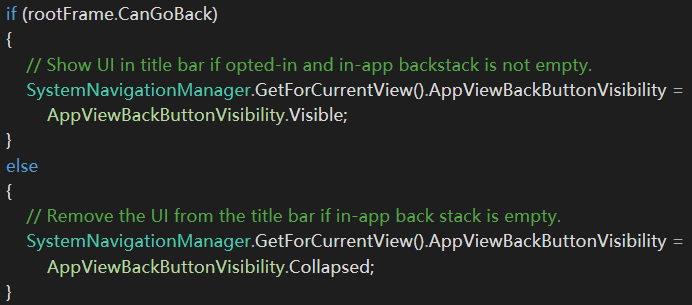 if (rootFrame.CanGoBack)
{
// Show UI in title bar if opted-in and in-app backstack is not empty.
SystemNavigationManager.GetForCurrentView().AppViewBackButtonVisibility =
AppViewBackButtonVisibility.Visible;
}
else
{
// Remove the UI from the title bar if in-app back stack is empty.
SystemNavigationManager.GetForCurrentView().AppViewBackButtonVisibility =
AppViewBackButtonVisibility.Collapsed;
}